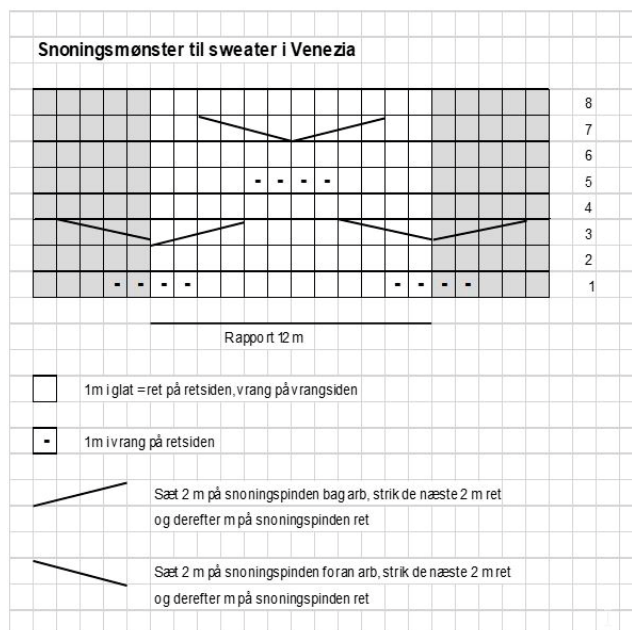 Snoningsmønster til sweater i Venezia
8
7
6
5
4
3
2
1
Rapport 12 m
1m i glat = ret på retsiden, vrang på vrangsiden
1m i vrang på retsiden
Sæt 2 m på snoningspinden bag arb, strik de næste 2 m ret
og derefter m på snoningspinden ret
Sæt 2 m på snoningspinden foran arb, strik de næste 2 m ret
og derefter m på snoningspinden ret